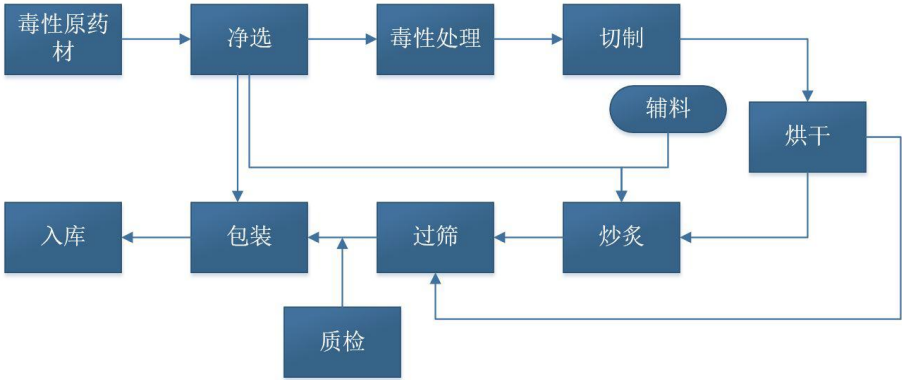 毒性原药
材
净选
毒性处理
切制
辅料
烘干
入库
包装
过筛
炒炙
质检